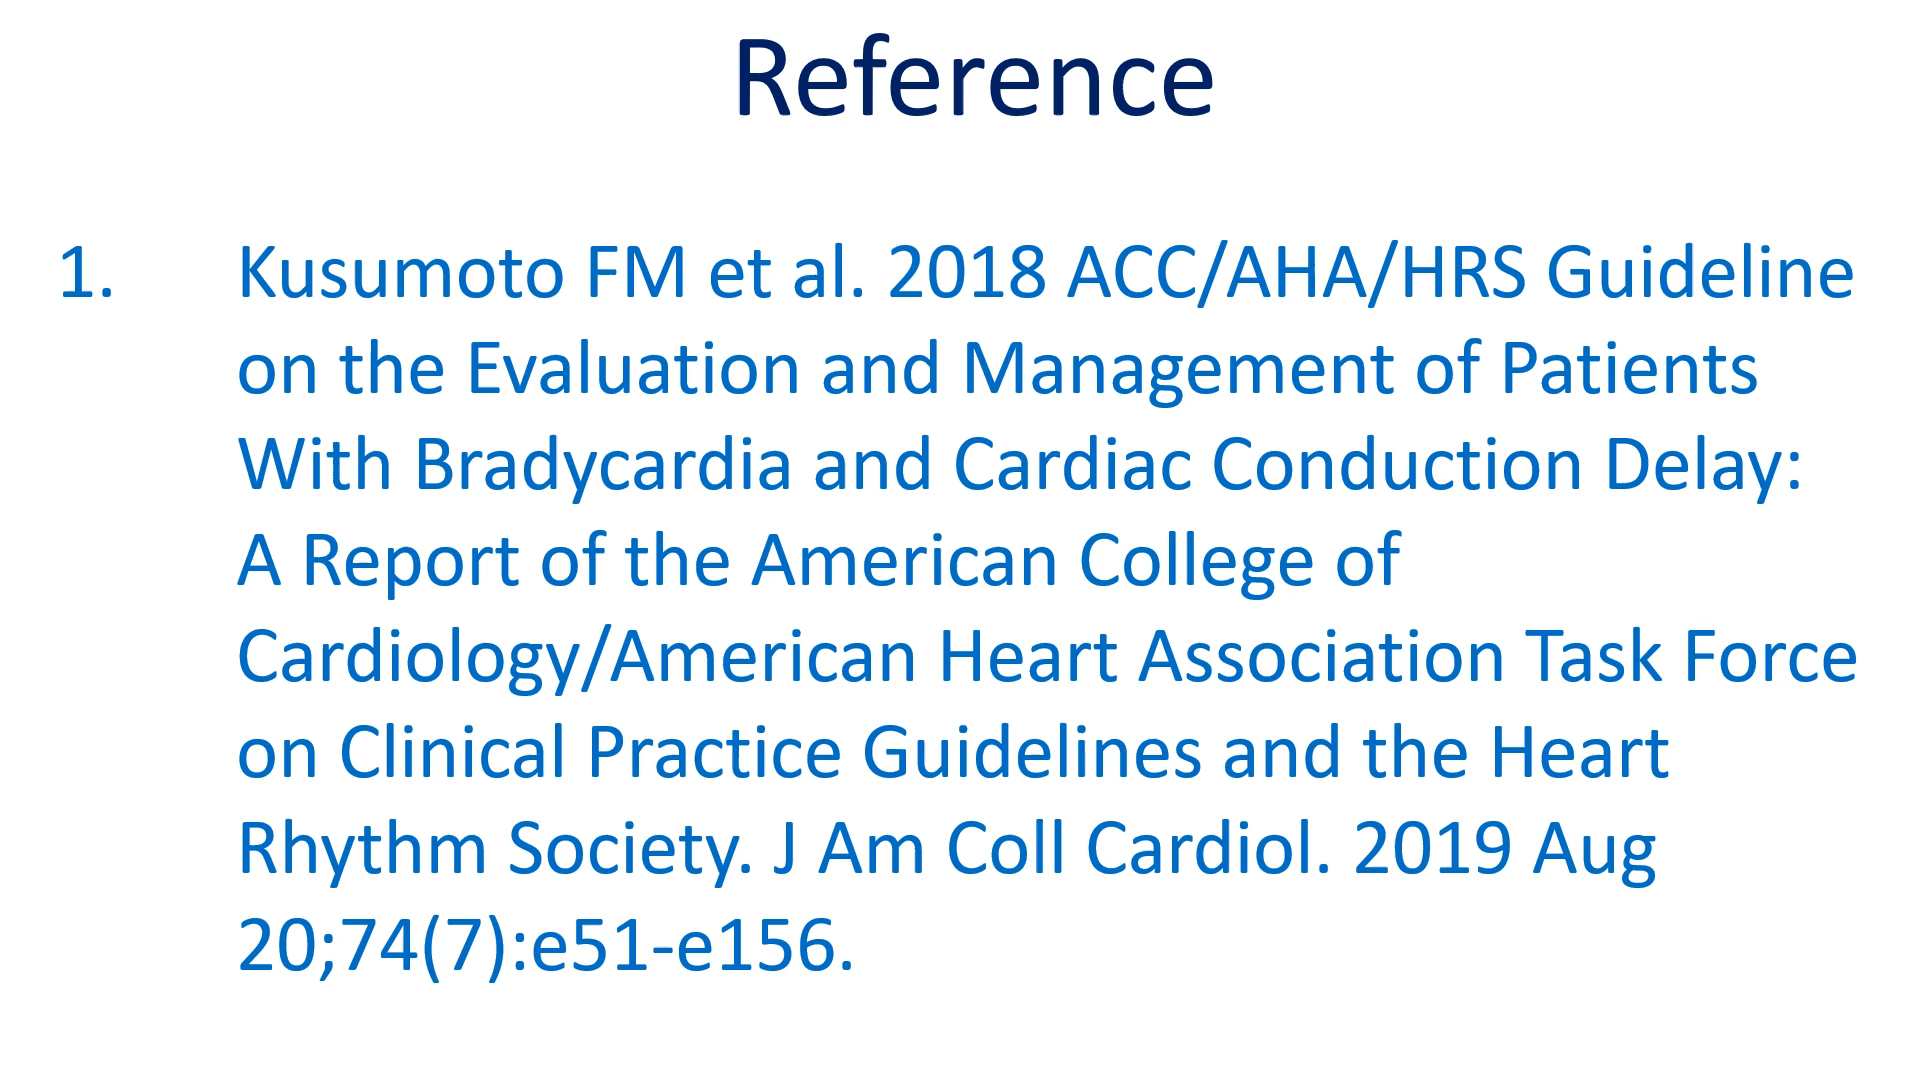 Reference
1. Kusumoto FM et al. 2018 ACC/AHA/HRS Guideline
on the Evaluation and Management of Patients
With Bradycardia and Cardiac Conduction Delay:
A Report of the American College of
Cardiology/American Heart Association Task Force
on Clinical Practice Guidelines and the Heart
Rhythm Society. J Am Coll Cardiol. 2019 Aug
20;74(7):e51-e156.